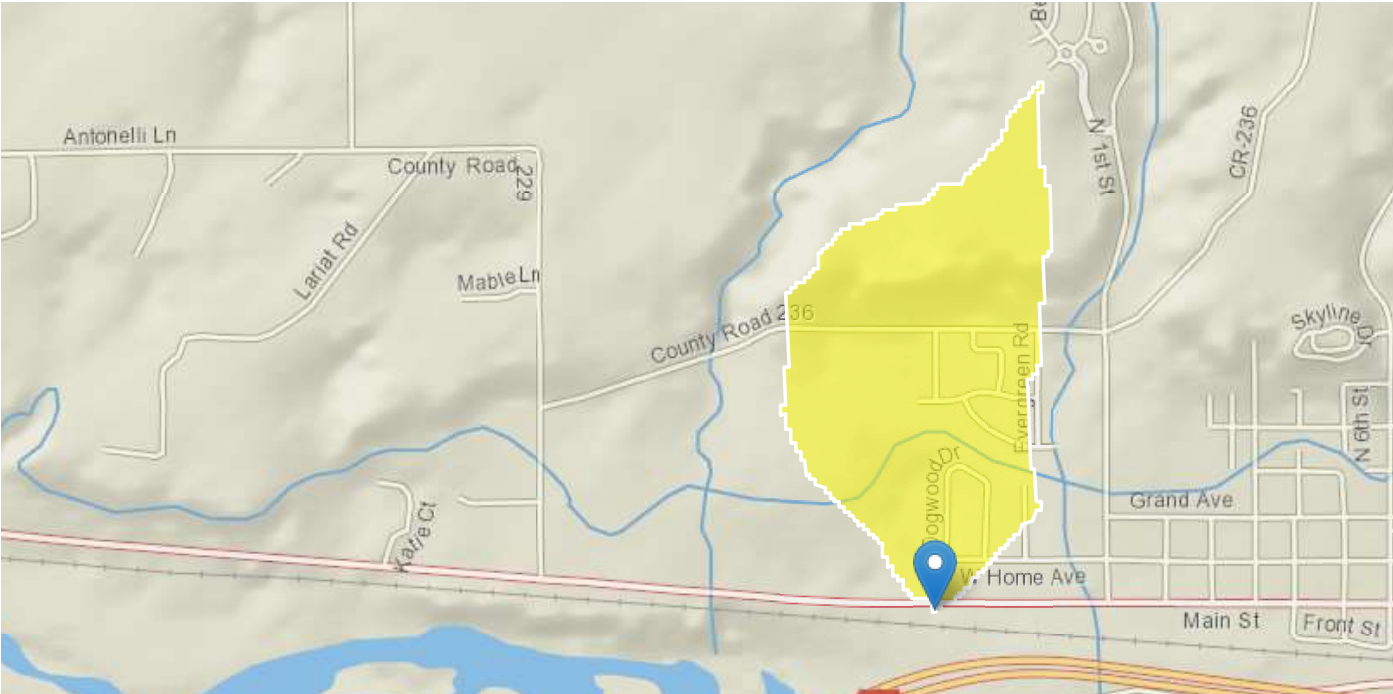 Be
Antonelli Ln
County Road
229
N 1st St
CR-236
Lariat Rd
Mable Ln
County Road 236
Skyline Dr
Evergreen Rd
N 6th St
Dogwood Dr
Grand Ave
Katie Ct
W Home Ave
Main St
Front St